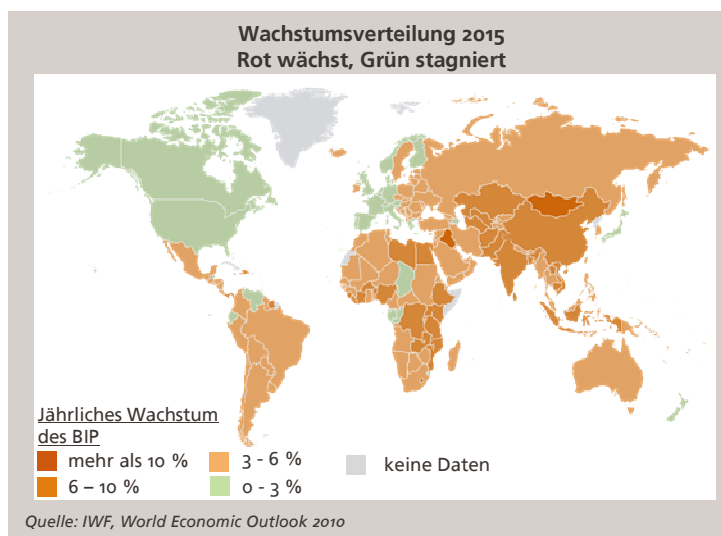 Wachstumsverteilung 2015
Rot wächst, Grün stagniert
Jährliches Wachstum
des BIP
mehr als 10 %
6 – 10 %
3 - 6 %
0 - 3 %
keine Daten
Quelle: IWF, World Economic Outlook 2010